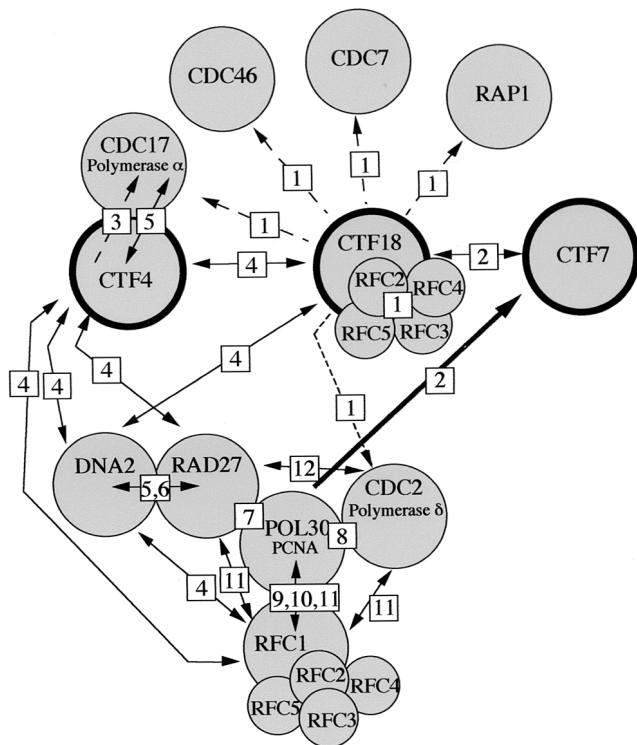 CDC46
CDC7
RAP1
CDC17
Polymerase α
1
1
1
3
5
1
CTF4
4
CTF18
2
CTF7
RFC2
RFC4
1
RFC5
RFC3
4
4
4
4
2
1
DNA2
RAD27
12
CDC2
Polymerase δ
5,6
7
POL30
PCNA
8
4
11
9,10,11
11
RFC1
RFC2
RFC4
RFC5
RFC3